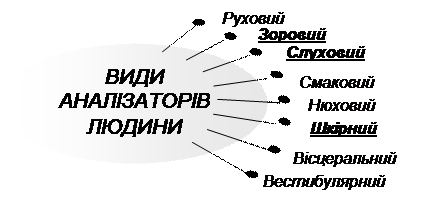 ВИДИ
АНАЛІЗАТОРІВ
ЛЮДИНИ
Руховий
Зоровий
Слуховий
Смаковий
Нюховий
Шкірний
Вісцеральний
Вестибулярний